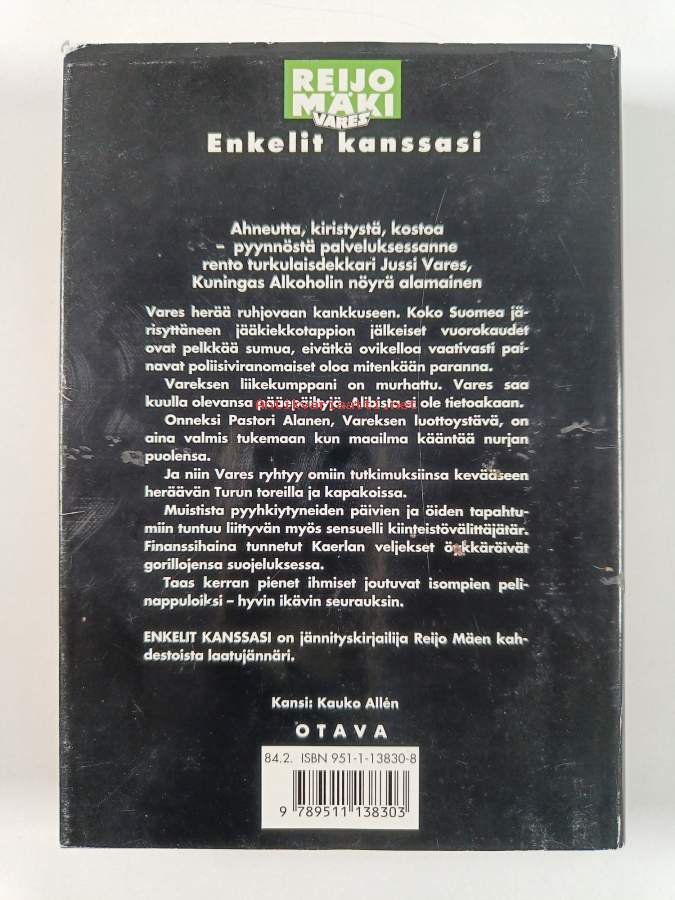 REIJO
MÄKI
VARES
Enkelit kanssasi
Ahneutta, kiristystä, kostoa
– pyynnöstä palveluksessanne
rento turkulaisdekkari Jussi Vares,
Kuningas Alkoholin nöyrä alamainen
Vares herää ruhjovaan kankkuseen. Koko Suomea jä-
risyttäneen jääkiekkotappion jälkeiset vuorokaudet
ovat pelkkää sumua, eivätkä ovikelloa vaativasti pai-
navat poliisiviranomaiset oloa mitenkään paranna.
Vareksen liikekumppani on murhattu. Vares saa
kuulla olevansa pääepäilty. Alibista ei ole tietoakaan.
Antikvariaatti.net
Onneksi Pastori Alanen, Vareksen luottoystävä, on
aina valmis tukemaan kun maailma kääntää nurjan
puolensa.
Ja niin Vares ryhtyy omiin tutkimuksiinsa kevääseen
heräävän Turun toreilla ja kapakoissa.
Muistista pyyhkiytyneiden päivien ja öiden tapahtu-
miin tuntuu liittyvän myös sensuelli kiinteistövälittäjätär.
Finanssihaina tunnetut Kaerlan veljekset öykkäröivät
gorillojensa suojeluksessa.
Taas kerran pienet ihmiset joutuvat isompien peli-
nappuloiksi – hyvin ikävin seurauksin.
ENKELIT KANSSASI on jännityskirjailija Reijo Mäen kah-
destoista laatujännäri.
Kansi: Kauko Allén
OTAVA
84.2. ISBN 951-1-13830-8
9 789511 138303